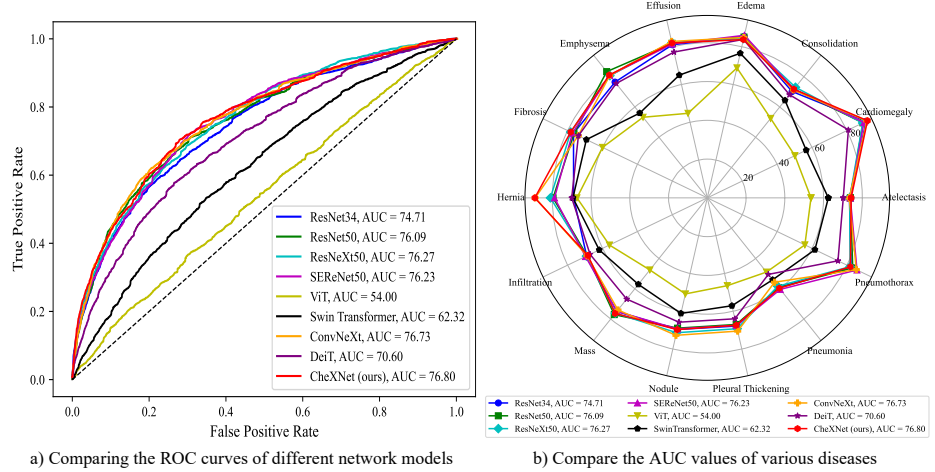 True Positive Rate
1.0
0.8
0.6
0.4
0.2
0.0
0.0
0.2
0.4
0.6
0.8
1.0
False Positive Rate
ResNet34, AUC = 74.71
ResNet50, AUC = 76.09
ResNeXt50, AUC = 76.27
SEReNet50, AUC = 76.23
ViT, AUC = 54.00
Swin Transformer, AUC = 62.32
ConvNeXt, AUC = 76.73
DeiT, AUC = 70.60
CheXNet (ours), AUC = 76.80
a) Comparing the ROC curves of different network models
Effusion
Edema
Emphysema
Consolidation
Fibrosis
Cardiomegaly
80
60
40
20
Hernia
Atelectasis
Infiltration
Pneumothorax
Mass
Pneumonia
Nodule
Pleural Thickening
ResNet34, AUC = 74.71
ResNet50, AUC = 76.09
ResNeXt50, AUC = 76.27
SEReNet50, AUC = 76.23
ViT, AUC = 54.00
SwinTransformer, AUC = 62.32
ConvNeXt, AUC = 76.73
DeiT, AUC = 70.60
CheXNet (ours), AUC = 76.80
b) Compare the AUC values of various diseases